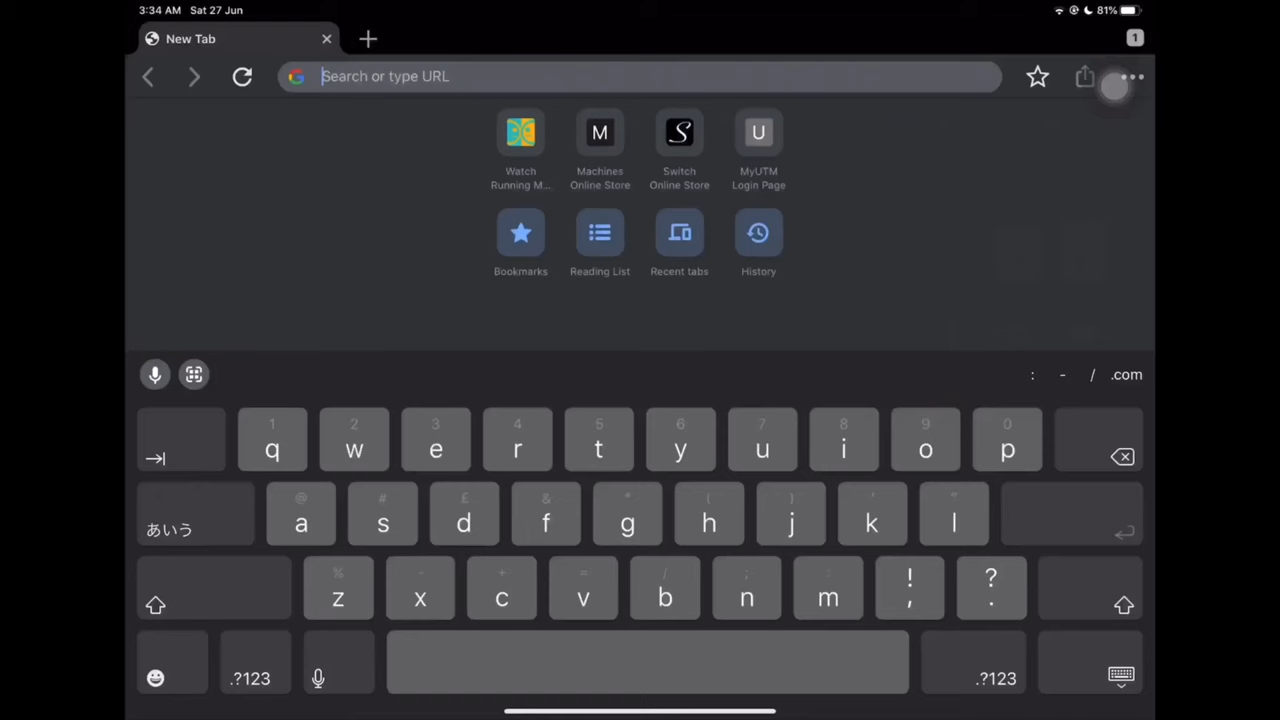 3:34 AM Sat 27 Jun
81%
New Tab
1
Search or type URL
M
S
U
Watch
Running M...
Machines
Online Store
Switch
Online Store
MyUTM
Login Page
Bookmarks
Reading List
Recent tabs
History
: - / .com
1 2 3 4 5 6 7 8 9 0
q w e r t y u i o p
@ # £ & * ( ) ' "
あいう a s d f g h j k l
% - + = / ; : ! ?
z x c v b n m , .
.?123 .?123